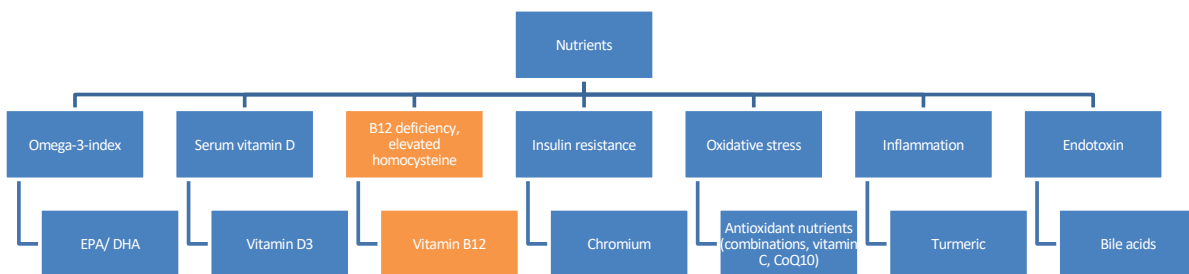 Nutrients
Omega-3-index
Serum vitamin D
B12 deficiency,
elevated
homocysteine
Insulin resistance
Oxidative stress
Inflammation
Endotoxin
EPA/ DHA
Vitamin D3
Vitamin B12
Chromium
Antioxidant nutrients
(combinations, vitamin
C, CoQ10)
Turmeric
Bile acids